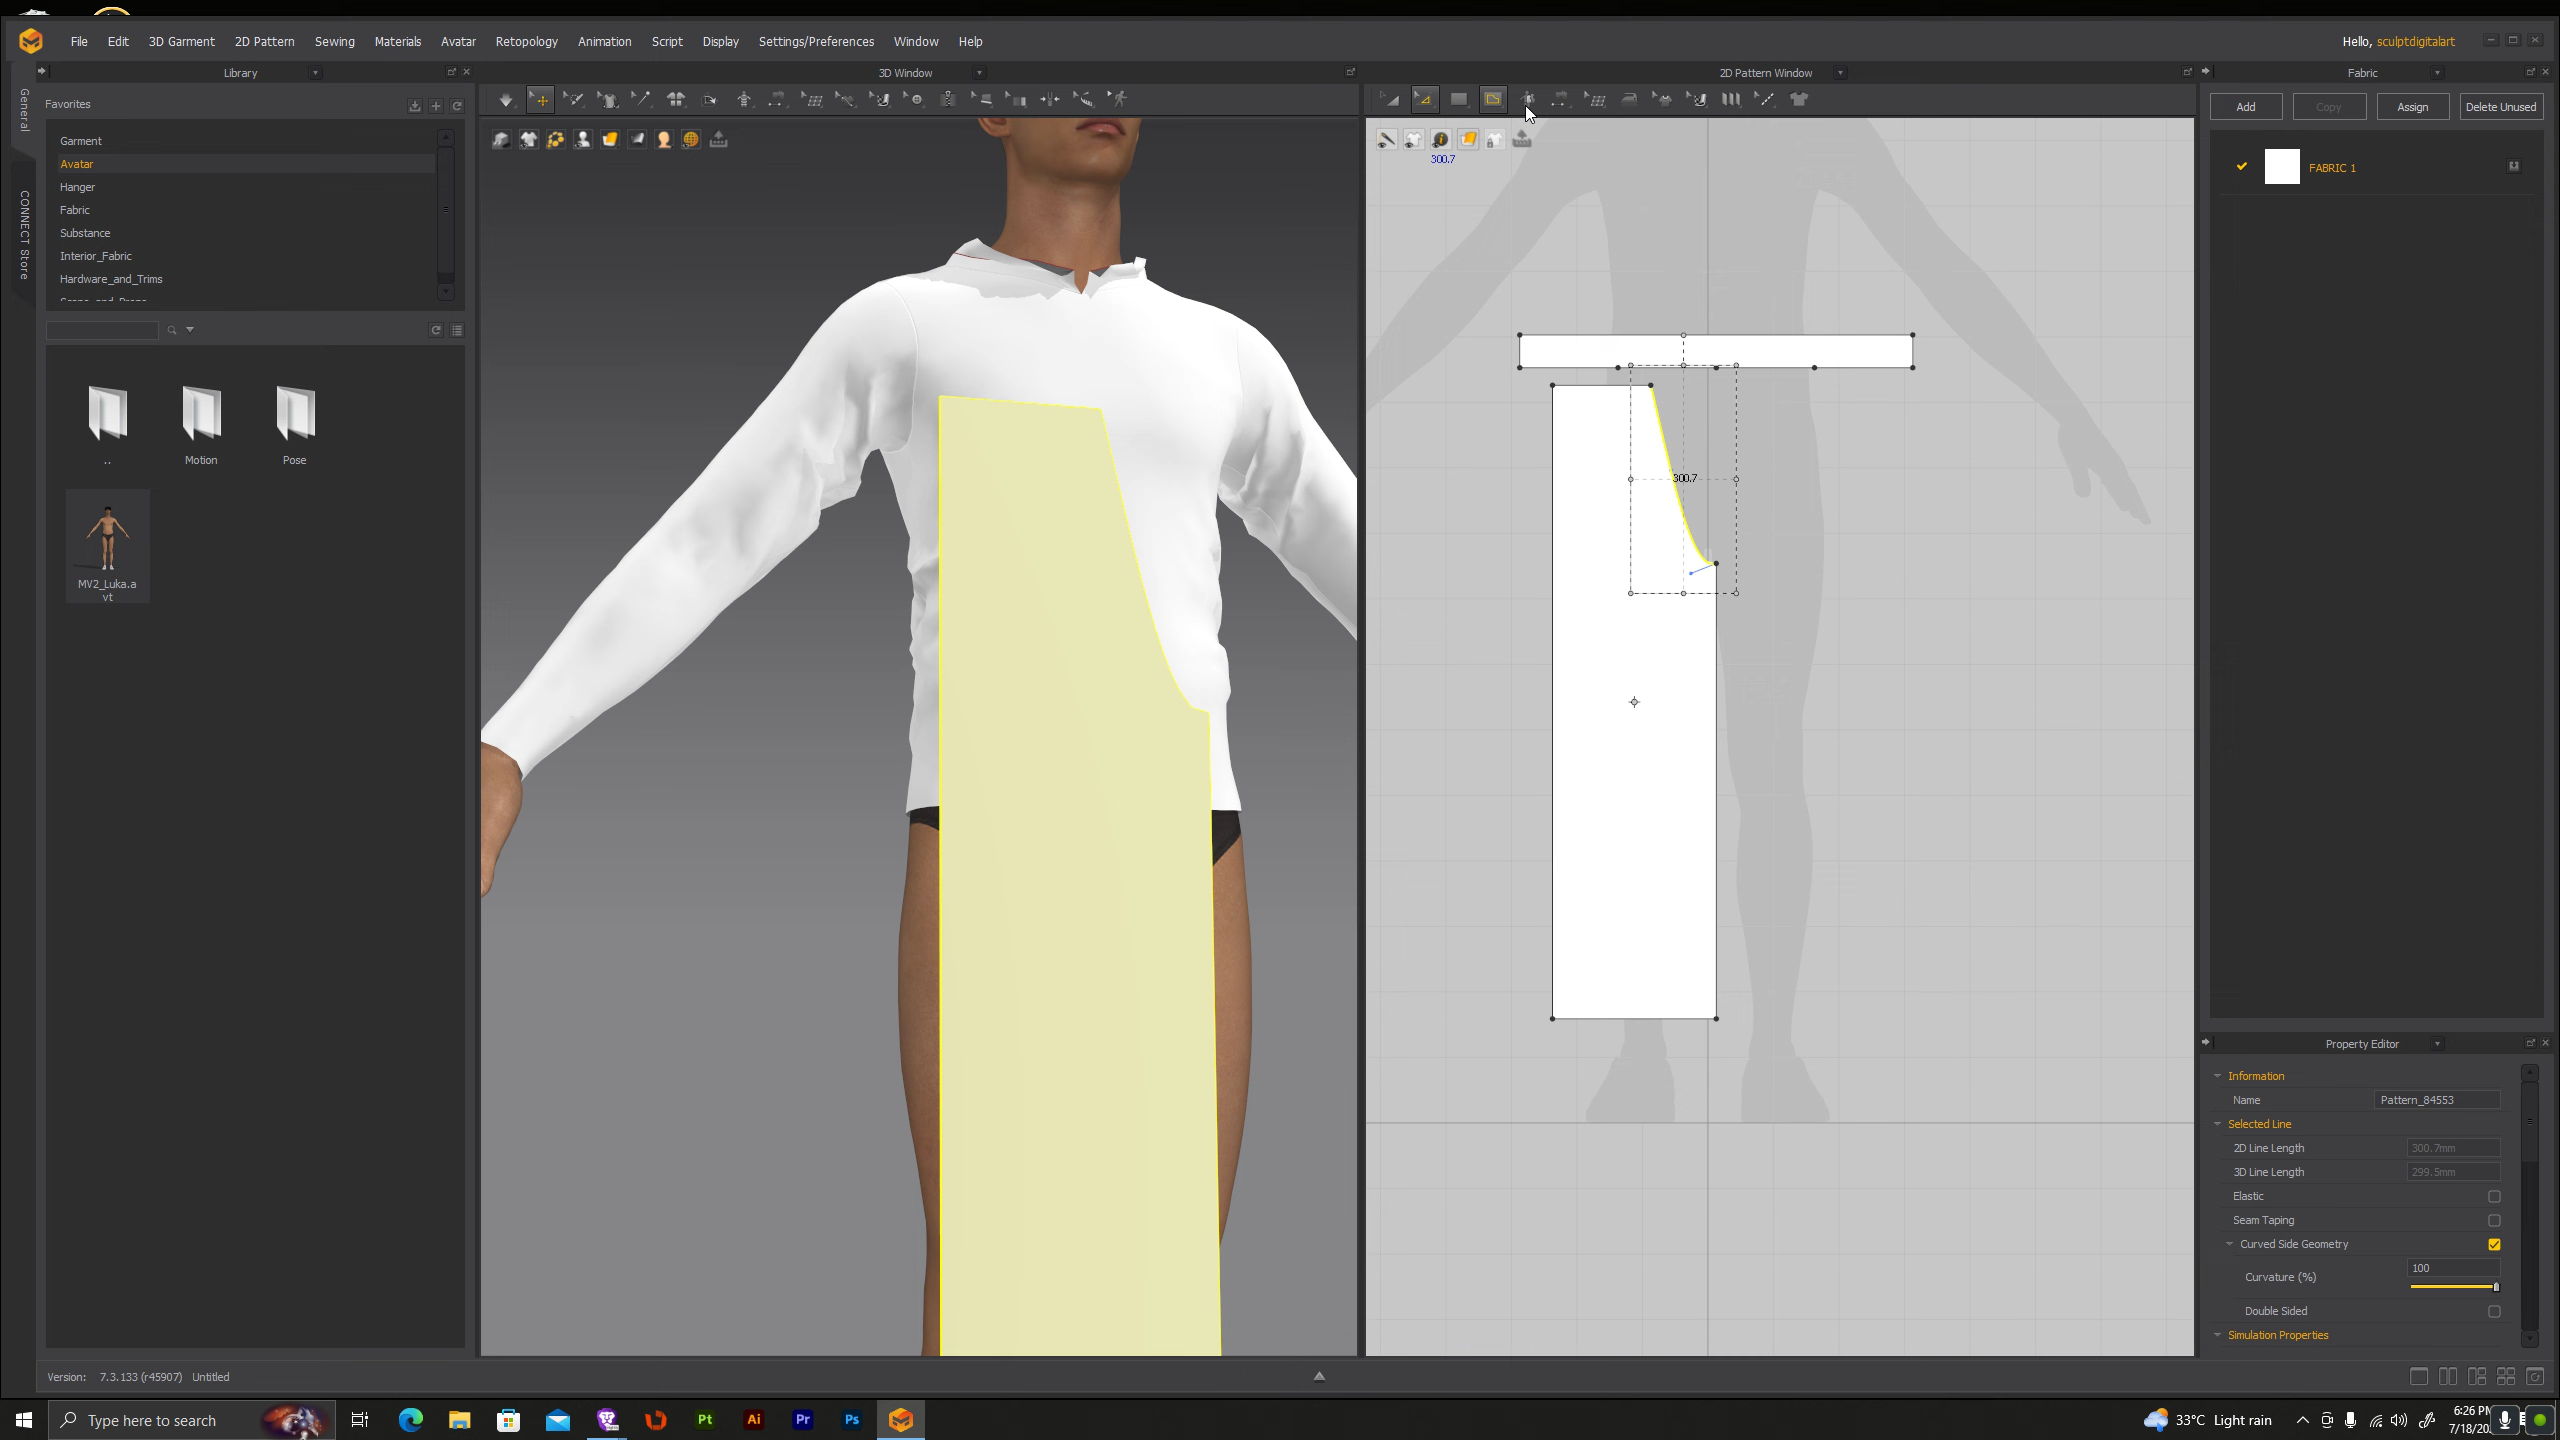 File Edit 3D Garment 2D Pattern Sewing Materials Avatar Retopology Animation Script Display Settings/Preferences Window Help
Hello, sculptdigitalart
Library
3D Window
2D Pattern Window
Fabric
General
CONNECT Store
Favorites
Garment
Avatar
Hanger
Fabric
Substance
Interior_Fabric
Hardware_and_Trims
..
Motion
Pose
MV2_Luka.a
vt
300.7
300.7
Add
Copy
Assign
Delete Unused
FABRIC 1
Property Editor
Information
Name Pattern_84553
Selected Line
2D Line Length 300.7mm
3D Line Length 299.5mm
Elastic
Seam Taping
Curved Side Geometry
100
Curvature (%)
Double Sided
Simulation Properties
Version: 7.3.133 (r45907) Untitled
Type here to search
Pt
Ai
Pr
Ps
33°C Light rain
6:26 PM